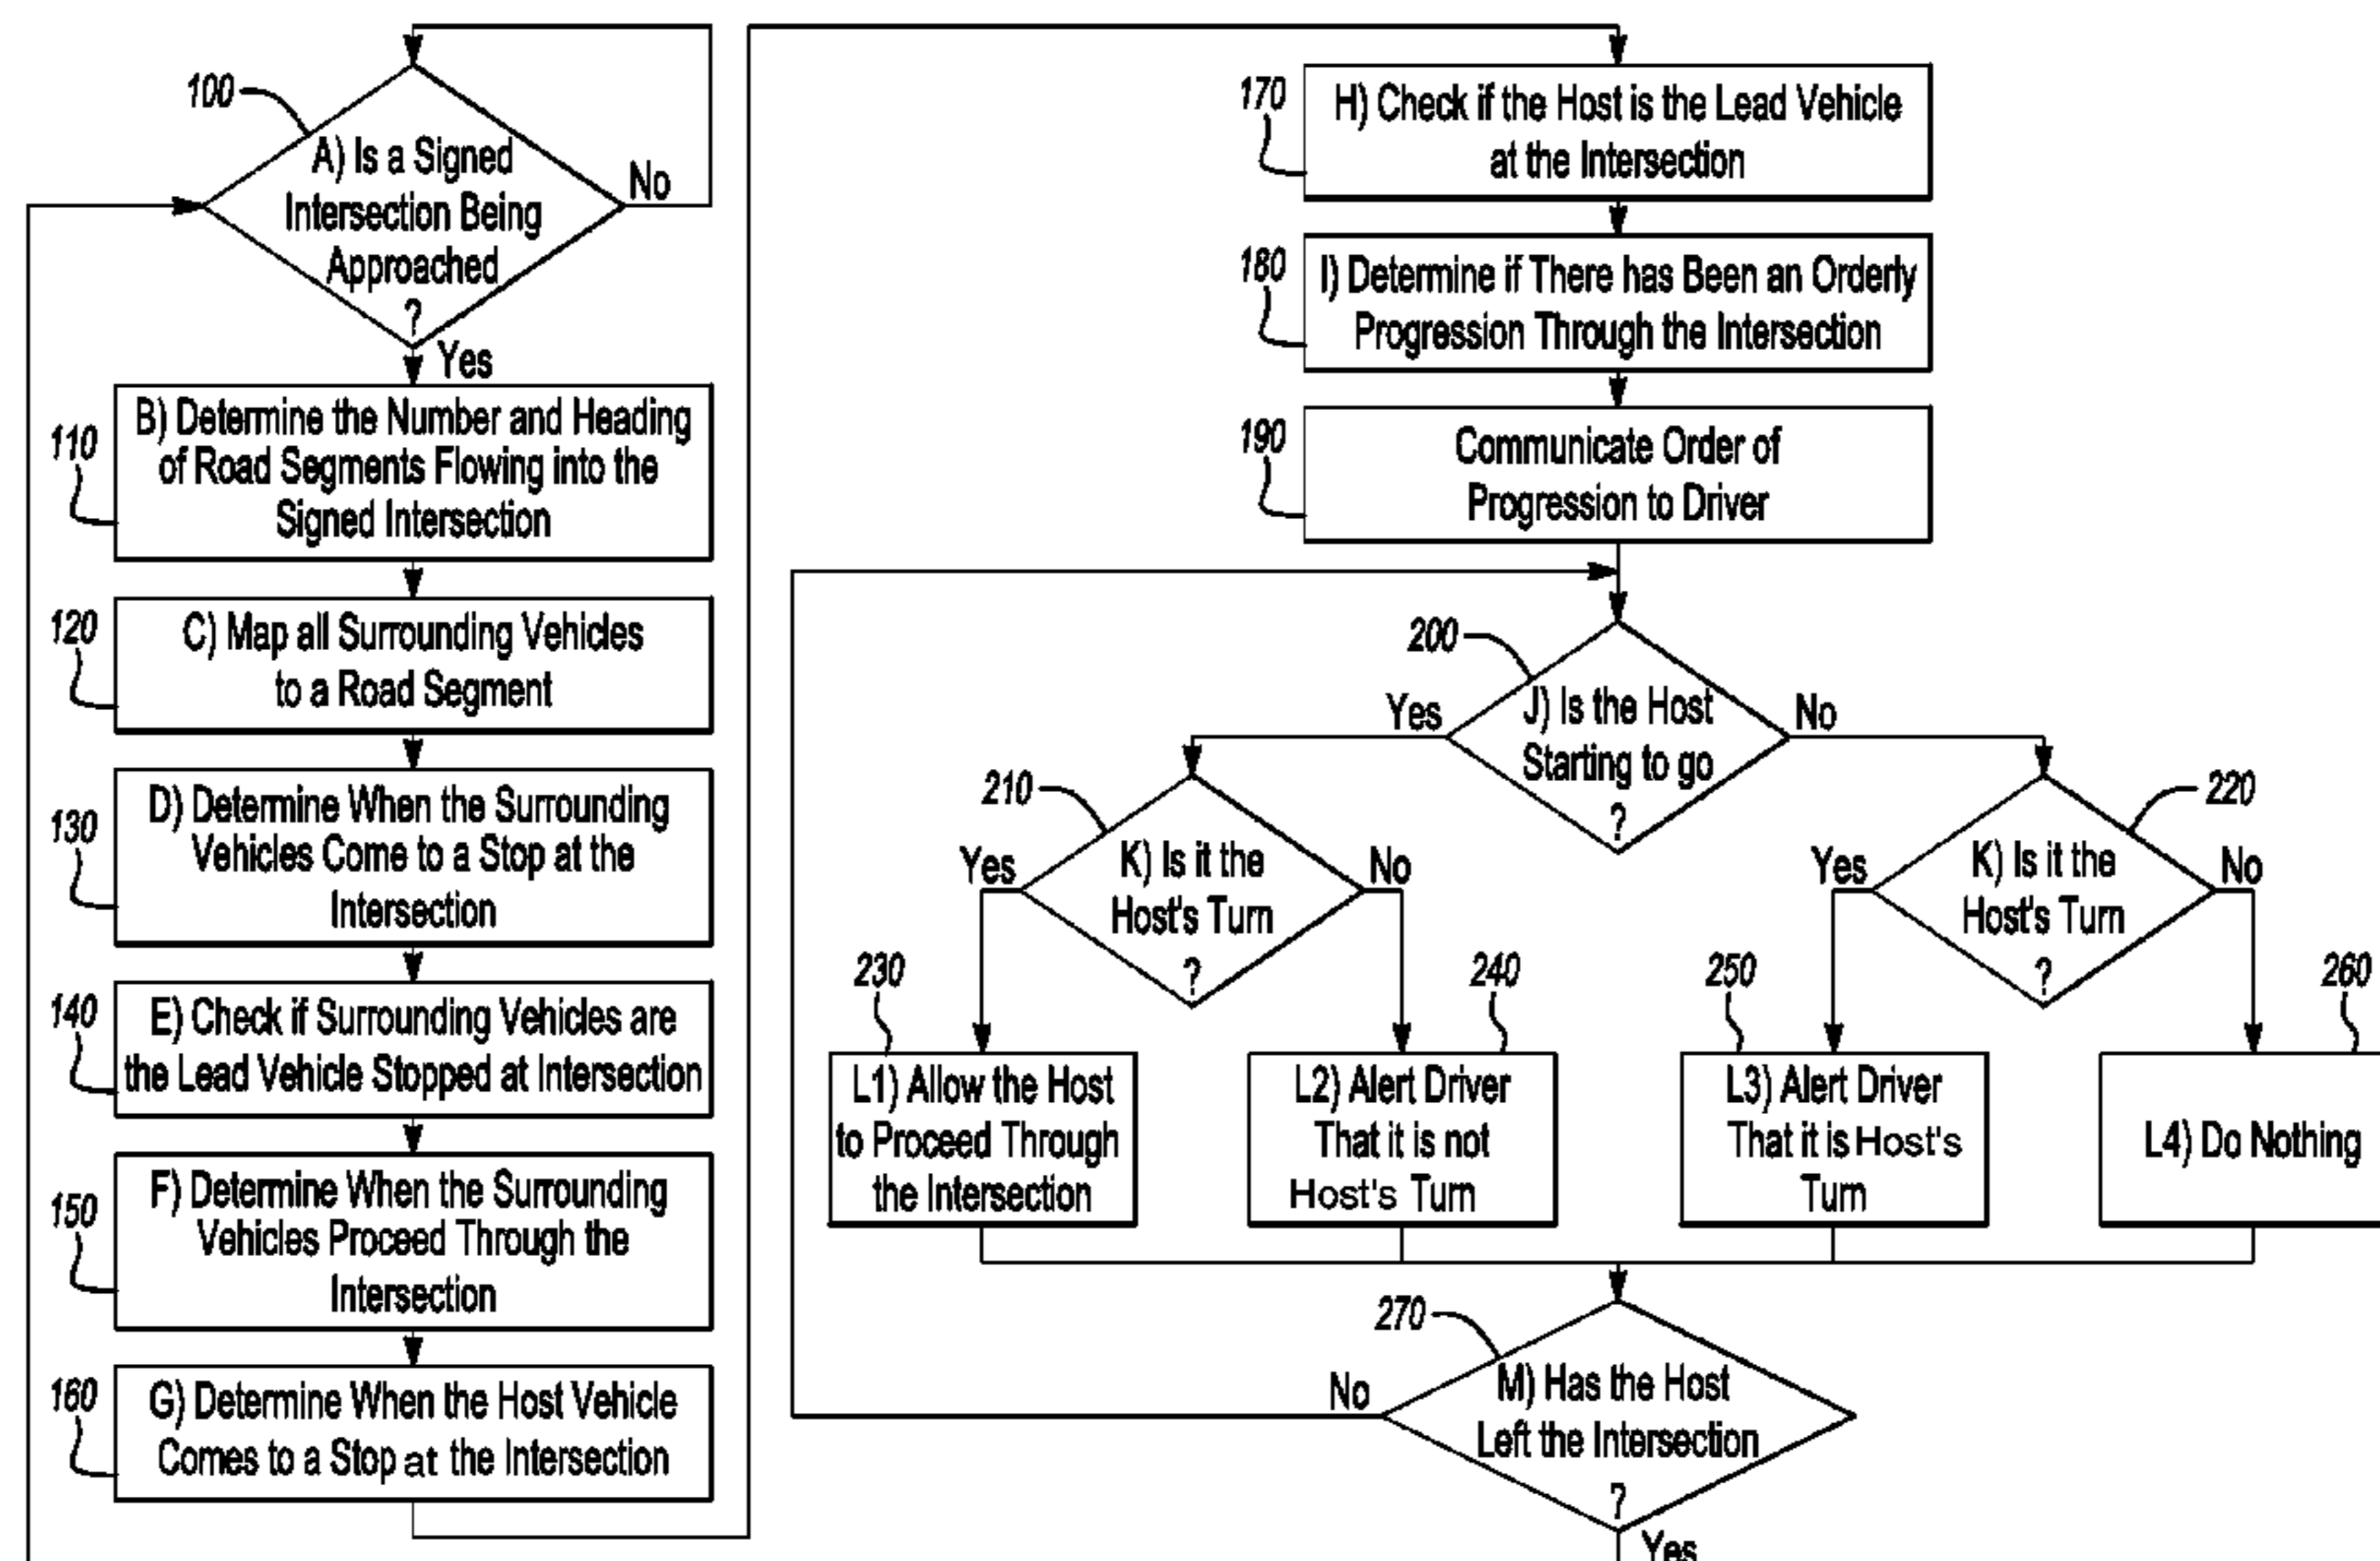 100
A) Is a Signed
Intersection Being
Approached
?
No
Yes
110
B) Determine the Number and Heading
of Road Segments Flowing into the
Signed Intersection
120
C) Map all Surrounding Vehicles
to a Road Segment
130
D) Determine When the Surrounding
Vehicles Come to a Stop at the
Intersection
140
E) Check if Surrounding Vehicles are
the Lead Vehicle Stopped at Intersection
150
F) Determine When the Surrounding
Vehicles Proceed Through the
Intersection
160
G) Determine When the Host Vehicle
Comes to a Stop at the Intersection
170
H) Check if the Host is the Lead Vehicle
at the Intersection
180
I) Determine if There has Been an Orderly
Progression Through the Intersection
190
Communicate Order of
Progression to Driver
200
J) Is the Host
Starting to go
?
Yes
No
210
K) Is it the
Host's Turn
?
Yes
No
220
K) Is it the
Host's Turn
?
Yes
No
230
L1) Allow the Host
to Proceed Through
the Intersection
240
L2) Alert Driver
That it is not
Host's Turn
250
L3) Alert Driver
That it is Host's
Turn
260
L4) Do Nothing
270
M) Has the Host
Left the Intersection
?
No
Yes